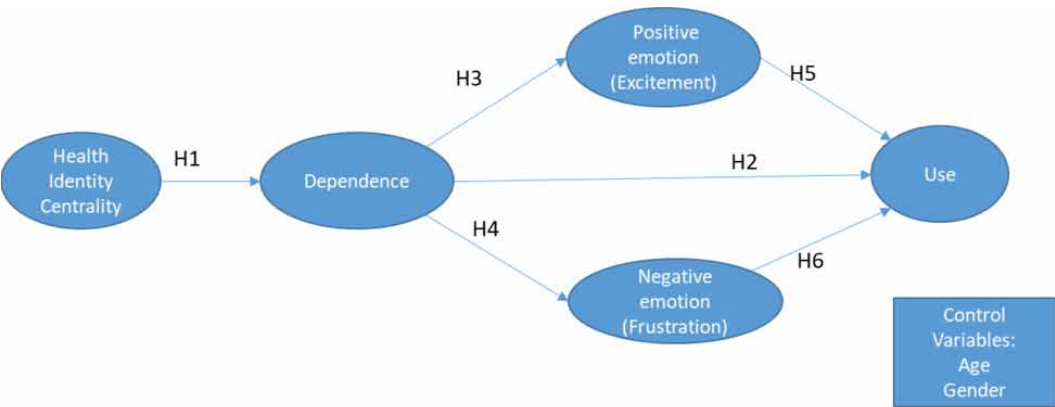 Positive
emotion
(Excitement)
H3
H5
Health
Identity
Centrality
H1
Dependence
H2
Use
H4
Negative
emotion
(Frustration)
H6
Control
Variables:
Age
Gender